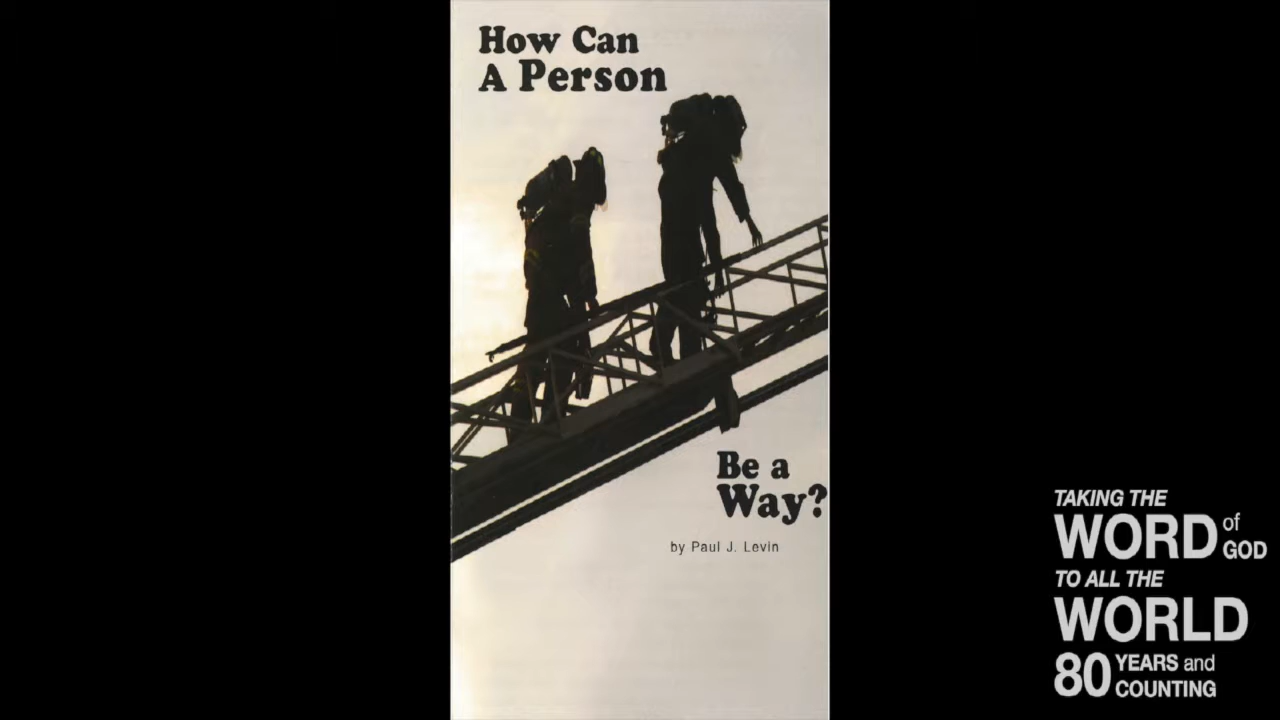 How Can
A Person
Be a
Way?
by Paul J. Levin
TAKING THE
WORD of GOD
TO ALL THE
WORLD
80 YEARS and COUNTING